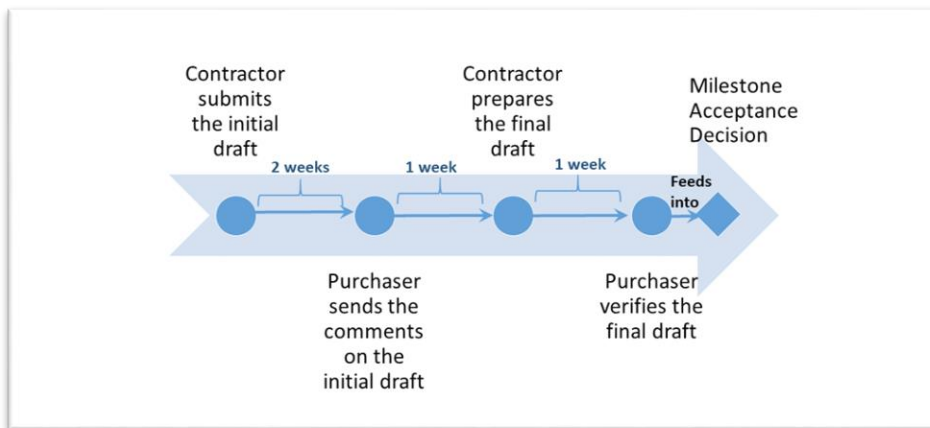 Contractor
submits
the initial
draft
Contractor
prepares
the final
draft
Milestone
Acceptance
Decision
2 weeks
1 week
1 week
Feeds
into
Purchaser
sends the
comments
on the
initial draft
Purchaser
verifies the
final draft